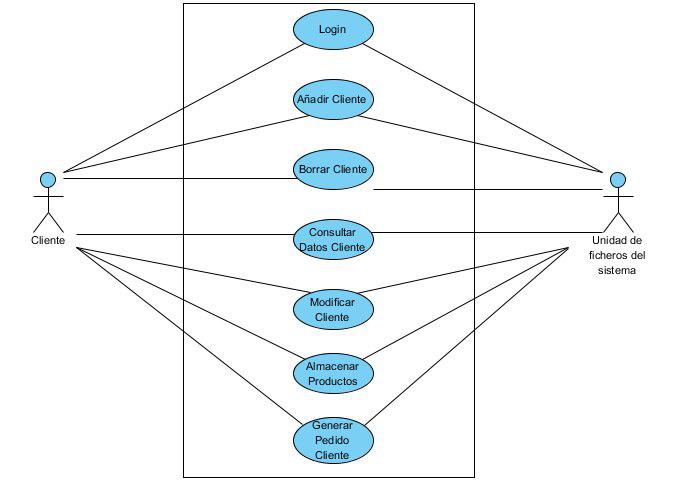 Login
Añadir Cliente
Borrar Cliente
Cliente
Consultar
Datos Cliente
Unidad de
ficheros del
sistema
Modificar
Cliente
Almacenar
Productos
Generar
Pedido
Cliente